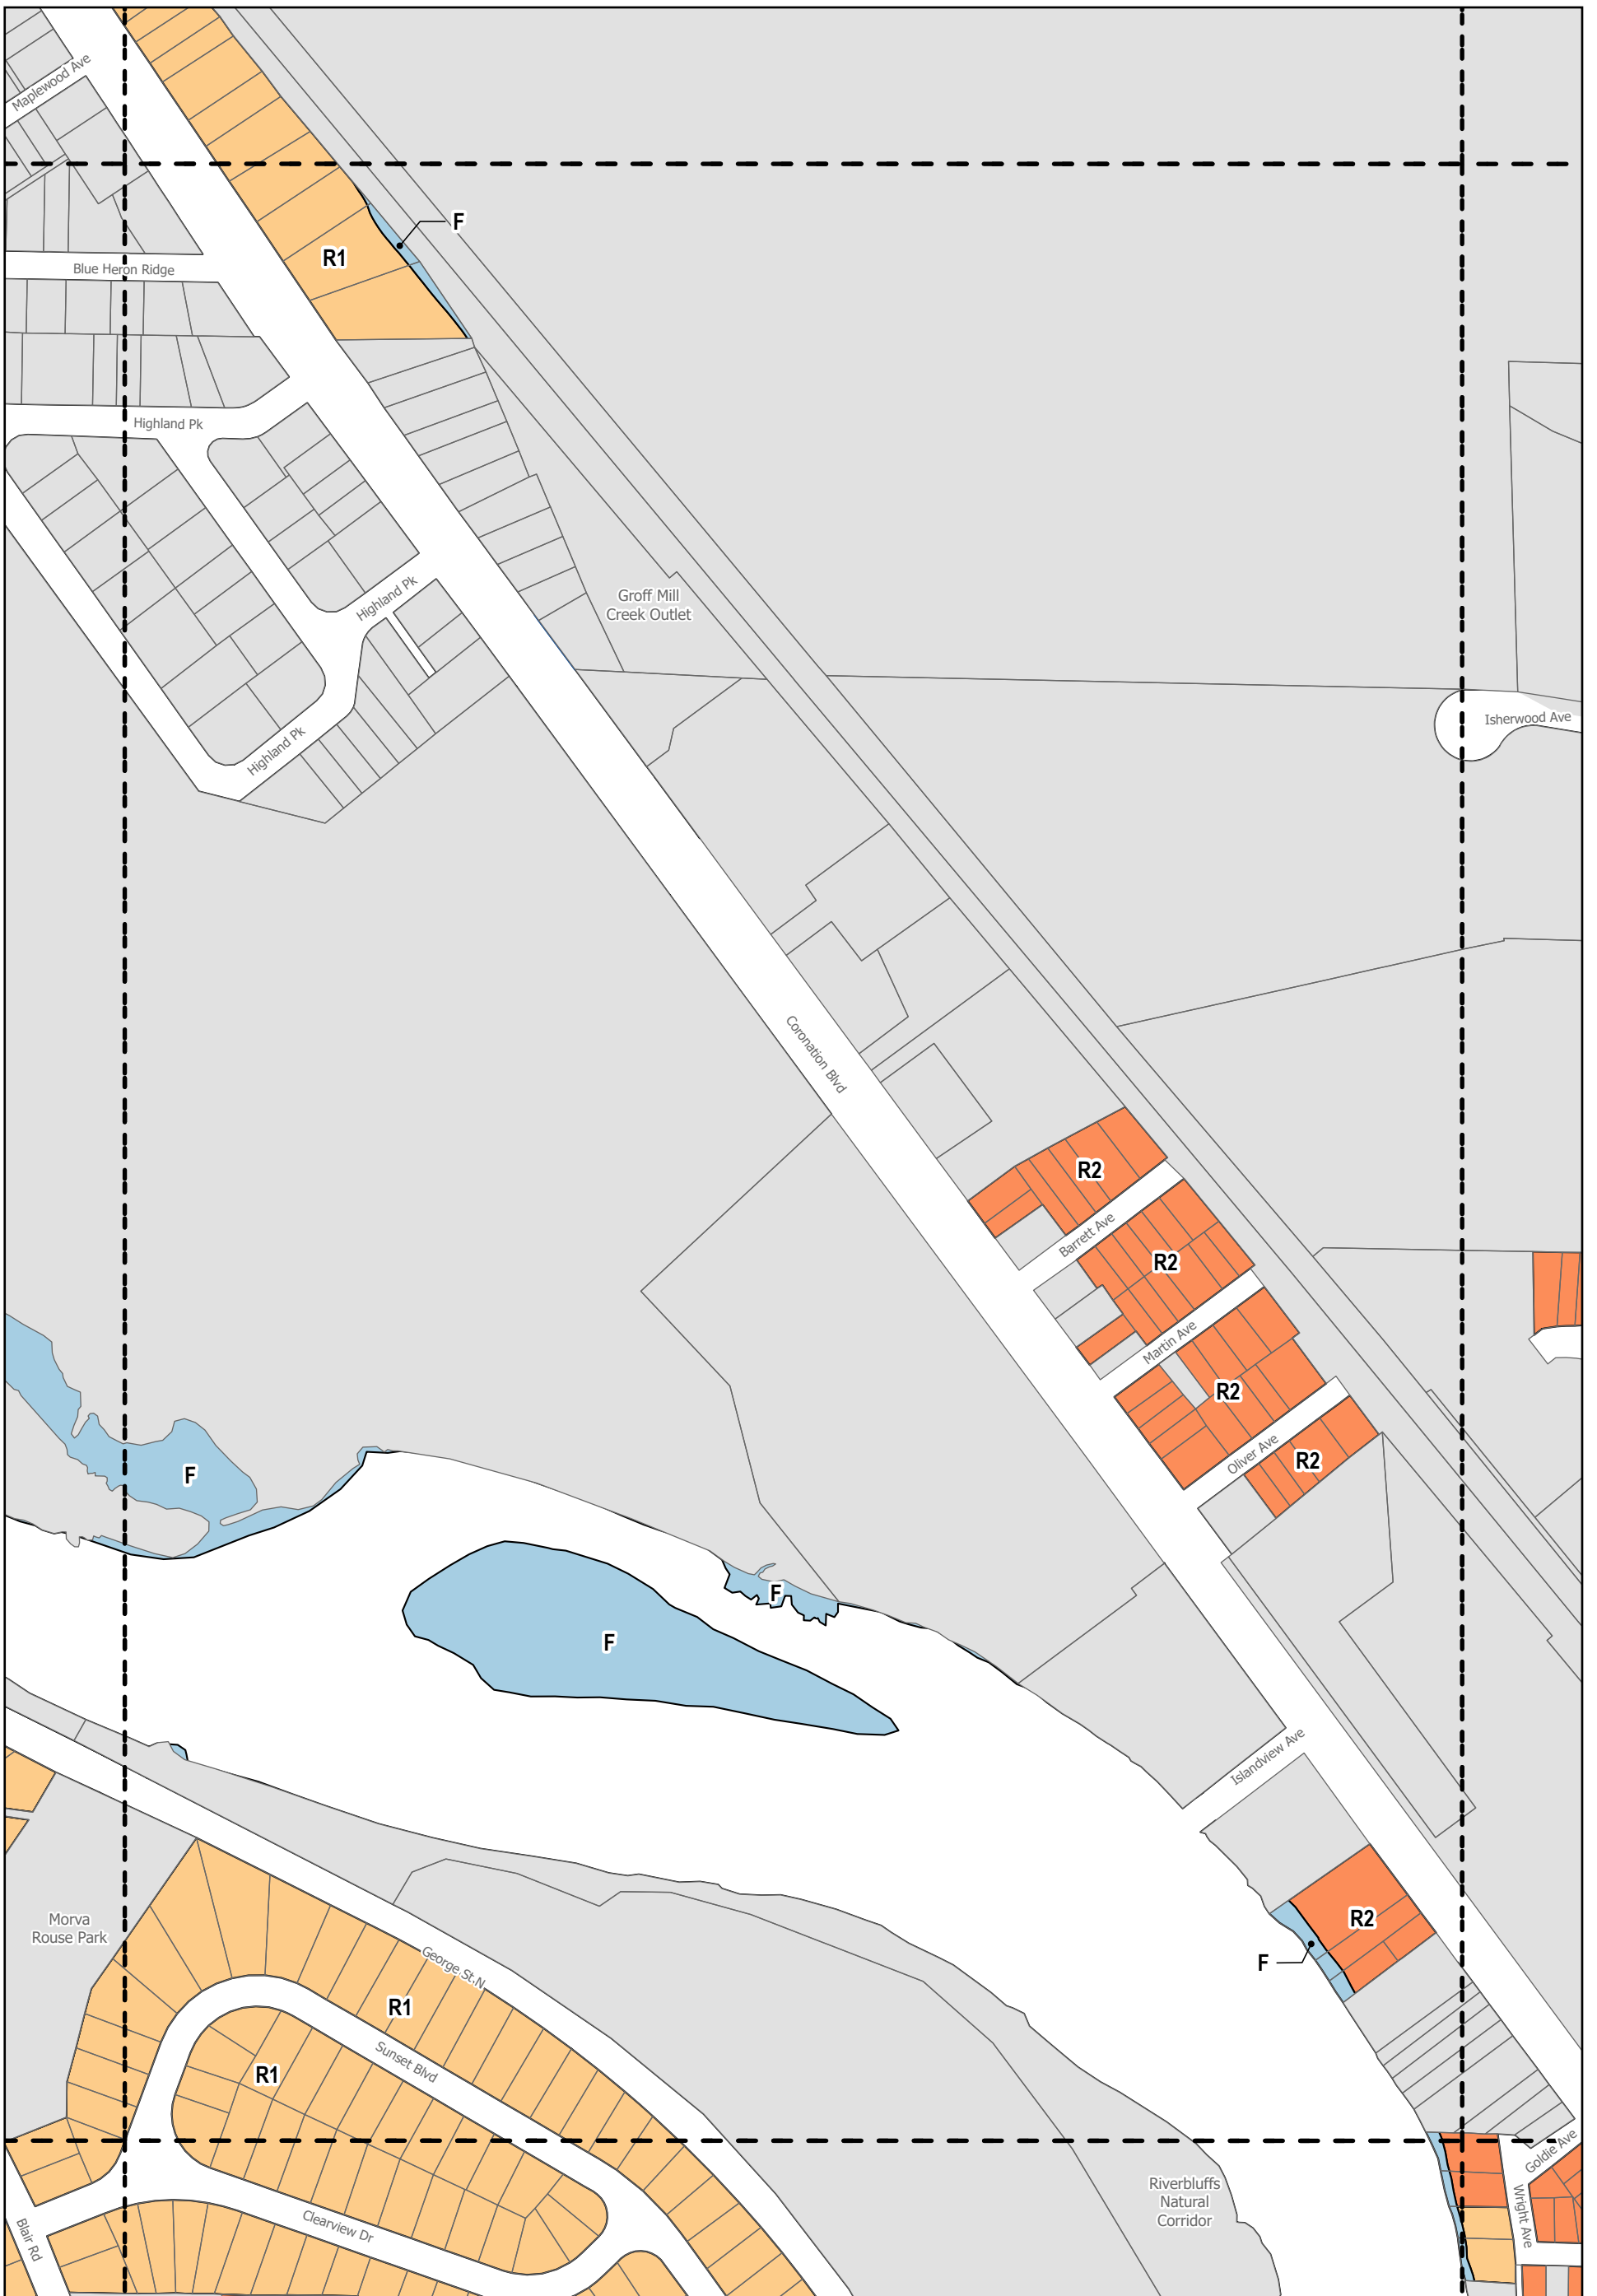 Maplewood Ave
F
R1
Blue Heron Ridge
Highland Pk
Highland Pk
Groff Mill
Creek Outlet
Isherwood Ave
Highland Pk
Coronation Blvd
R2
Barrett Ave
R2
Martin Ave
R2
Oliver Ave
R2
F
F
F
Islandview Ave
R2
F
Morva
Rouse Park
George St N
R1
Sunset Blvd
R1
Goldie Ave
Riverbluffs
Natural
Corridor
Wright Ave
Clearview Dr
Blair Rd